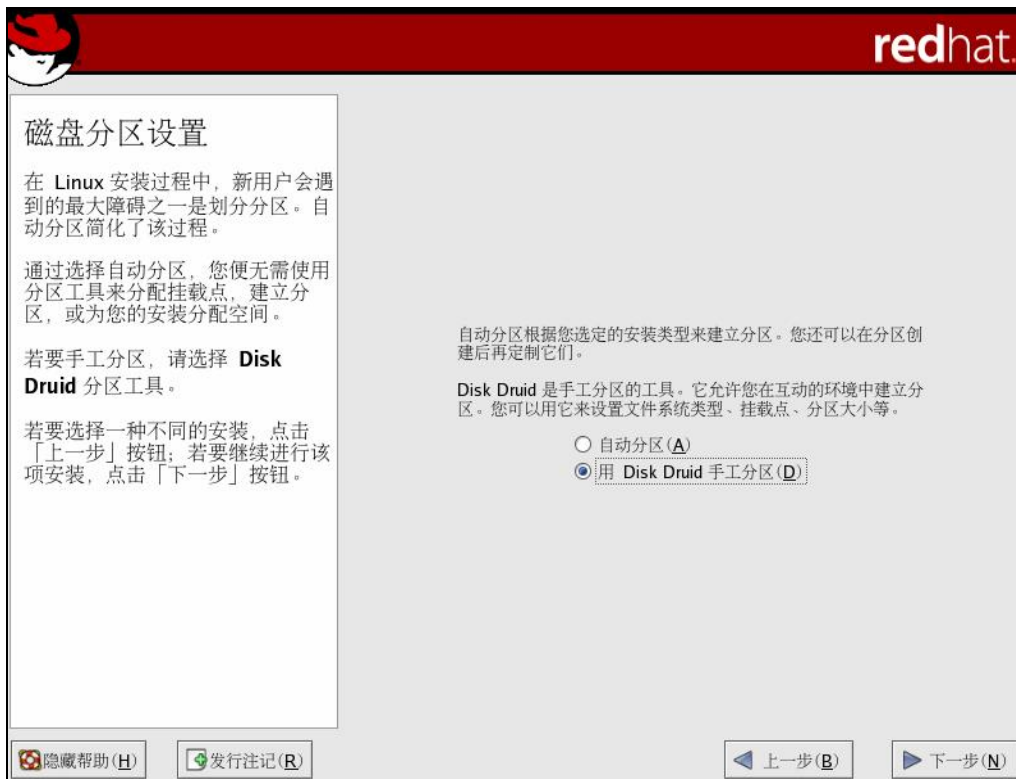 redhat.
磁盘分区设置
在 Linux 安装过程中，新用户会遇
到的最大障碍之一是划分分区。自
动分区简化了该过程。
通过选择自动分区，您便无需使用
分区工具来分配挂载点，建立分
区，或为您的安装分配空间。
若要手工分区，请选择 Disk
Druid 分区工具。
若要选择一种不同的安装，点击
「上一步」按钮；若要继续进行该
项安装，点击「下一步」按钮。
自动分区根据您选定的安装类型来建立分区。您还可以在分区创
建后再定制它们。
Disk Druid 是手工分区的工具。它允许您在互动的环境中建立分
区。您可以用它来设置文件系统类型、挂载点、分区大小等。
自动分区(A)
用 Disk Druid 手工分区(D)
隐藏帮助(H)
发行注记(R)
上一步(B)
下一步(N)